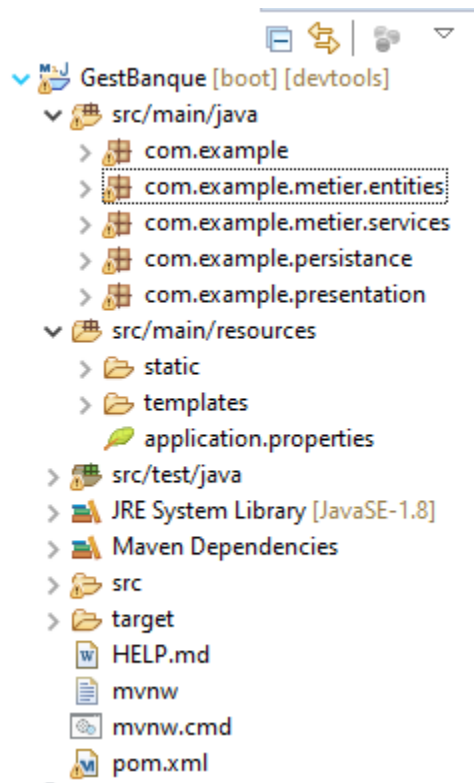 GestBanque [boot] [devtools]
src/main/java
com.example
com.example.metier.entities
com.example.metier.services
com.example.persistance
com.example.presentation
src/main/resources
static
templates
application.properties
src/test/java
JRE System Library [JavaSE-1.8]
Maven Dependencies
src
target
HELP.md
mvnw
mvnw.cmd
pom.xml